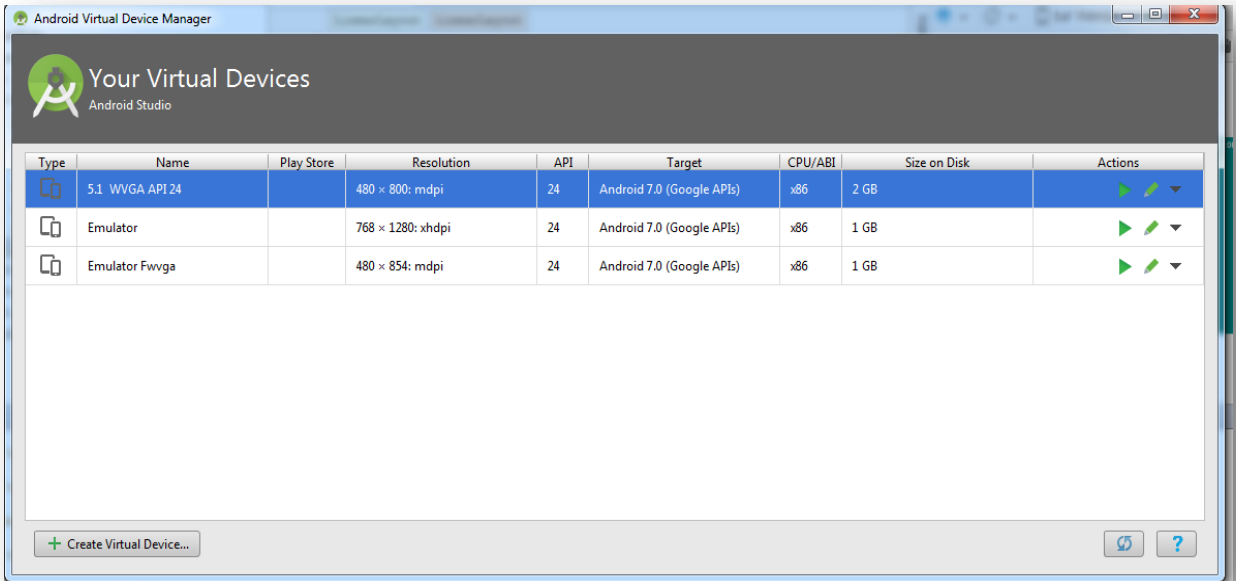 Android Virtual Device Manager
Your Virtual Devices
Android Studio
Type Name Play Store Resolution API Target CPU/ABI Size on Disk Actions
5.1 WVGA API 24 480 × 800: mdpi 24 Android 7.0 (Google APIs) x86 2 GB
Emulator 768 × 1280: xhdpi 24 Android 7.0 (Google APIs) x86 1 GB
Emulator Fwvga 480 × 854: mdpi 24 Android 7.0 (Google APIs) x86 1 GB
+ Create Virtual Device... ?